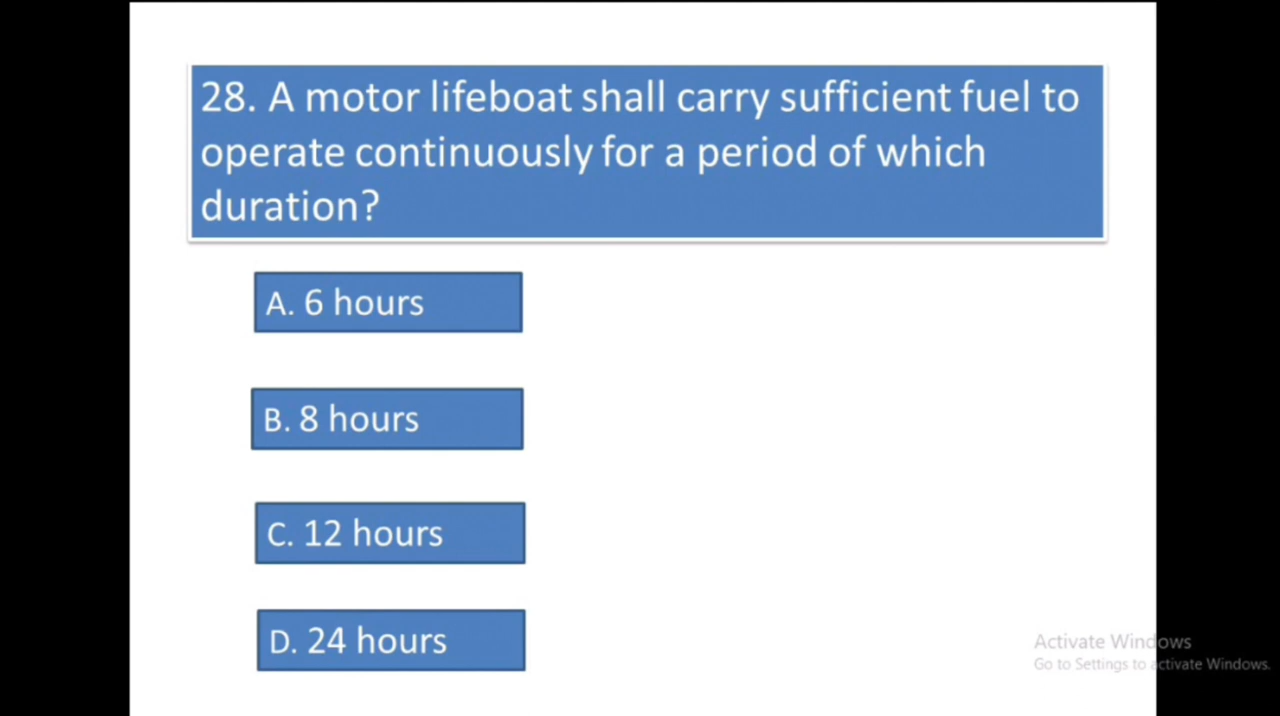 28. A motor lifeboat shall carry sufficient fuel to
operate continuously for a period of which
duration?
A. 6 hours
B. 8 hours
C. 12 hours
D. 24 hours
Activate Windows
Go to Settings to activate Windows.